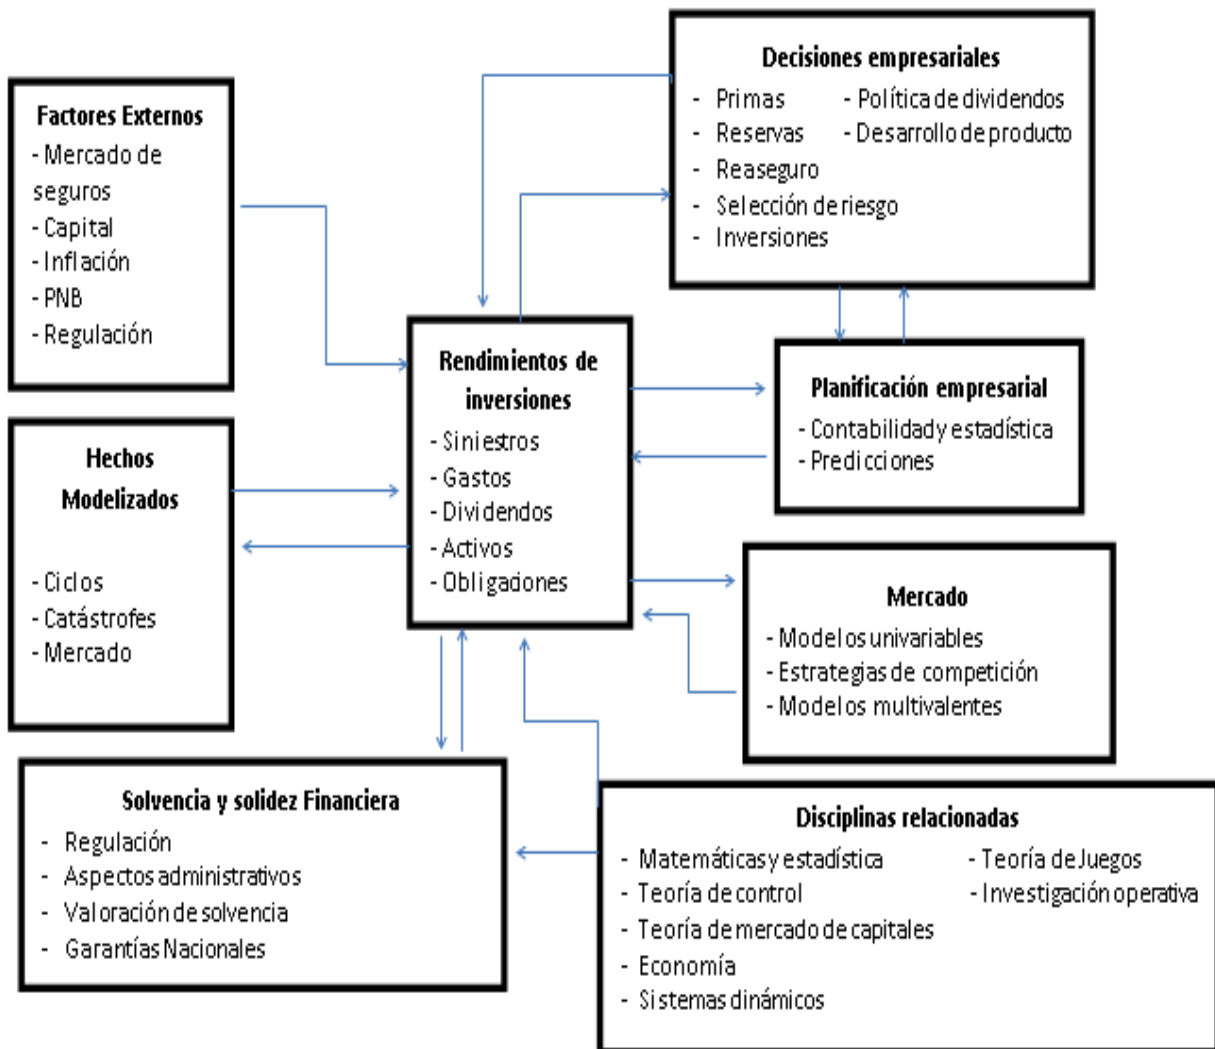 Factores Externos
- Mercado de
seguros
- Capital
- Inflación
- PNB
- Regulación
Decisiones empresariales
- Primas
- Reservas
- Reaseguro
- Selección de riesgo
- Inversiones
- Política de dividendos
- Desarrollo de producto
Hechos
Modelizados
- Ciclos
- Catástrofes
- Mercado
Rendimientos de
inversiones
- Siniestros
- Gastos
- Dividendos
- Activos
- Obligaciones
Planificación empresarial
- Contabilidad y estadística
- Predicciones
Mercado
- Modelos univariables
- Estrategias de competición
- Modelos multivalentes
Solvencia y solidez Financiera
- Regulación
- Aspectos administrativos
- Valoración de solvencia
- Garantías Nacionales
Disciplinas relacionadas
- Matemáticas y estadística
- Teoría de control
- Teoría de mercado de capitales
- Economía
- Sistemas dinámicos
- Teoría de Juegos
- Investigación operativa